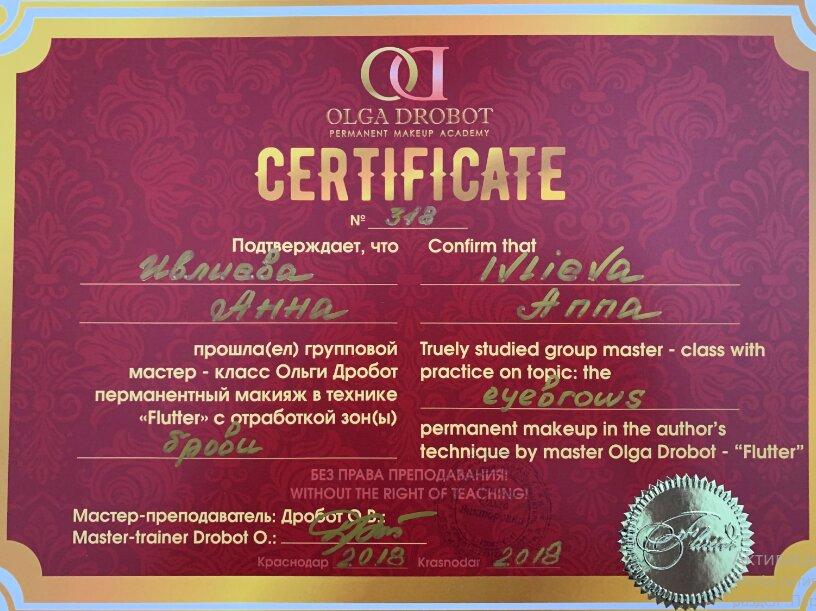 OLGA DROBOT
PERMANENT MAKEUP ACADEMY
CERTIFICATE
№ 318
Подтверждает, что
Ивлиева
Анна
прошла(ел) групповой
мастер - класс Ольги Дробот
перманентный макияж в технике
«Flutter» с отработкой зон(ы)
брови
Confirm that
Ivlieva
Anna
Truely studied group master - class with
practice on topic: the
eyebrows
permanent makeup in the author's
technique by master Olga Drobot - “Flutter”
БЕЗ ПРАВА ПРЕПОДАВАНИЯ!
WITHOUT THE RIGHT OF TEACHING!
Мастер-преподаватель: Дробот О.В.:
Master-trainer Drobot O.:
Краснодар 2018 Krasnodar 2018